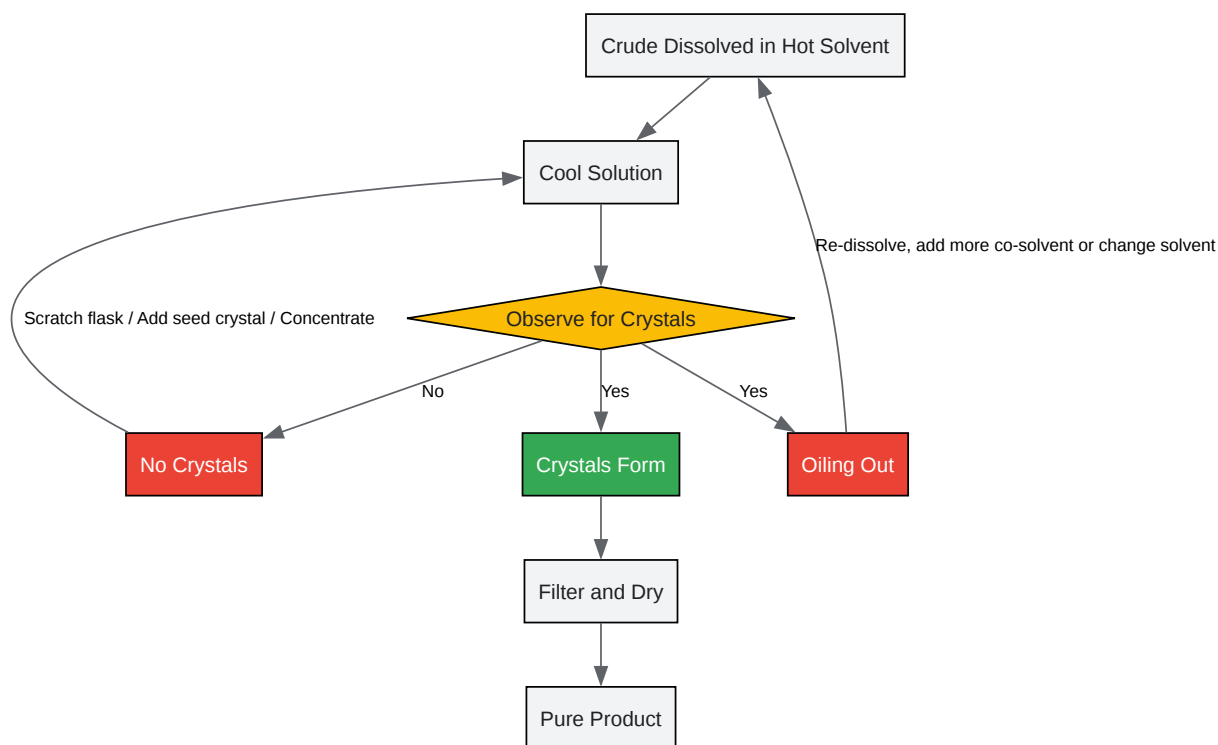 Crude Dissolved in Hot Solvent
Cool Solution
Re-dissolve, add more co-solvent or change solvent
Scratch flask / Add seed crystal / Concentrate
Observe for Crystals
No
Yes
Yes
No Crystals
Crystals Form
Oiling Out
Filter and Dry
Pure Product